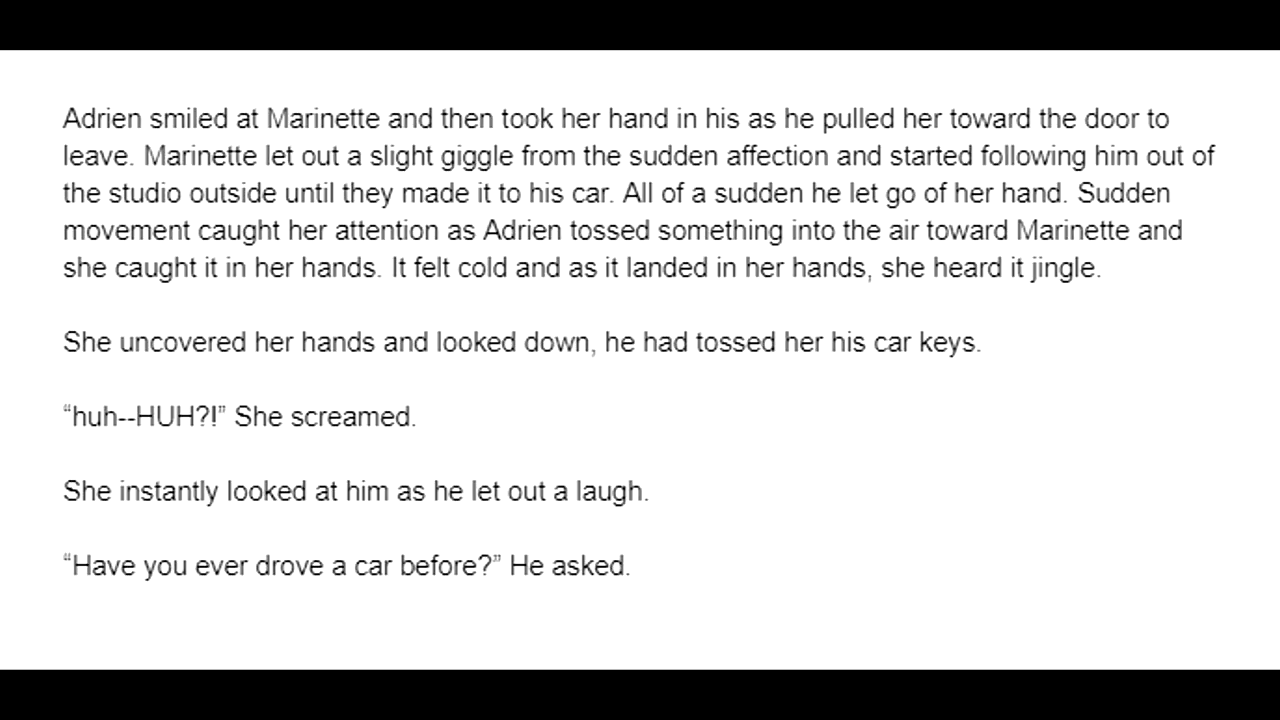 Adrien smiled at Marinette and then took her hand in his as he pulled her toward the door to
leave. Marinette let out a slight giggle from the sudden affection and started following him out of
the studio outside until they made it to his car. All of a sudden he let go of her hand. Sudden
movement caught her attention as Adrien tossed something into the air toward Marinette and
she caught it in her hands. It felt cold and as it landed in her hands, she heard it jingle.
She uncovered her hands and looked down, he had tossed her his car keys.
“huh--HUH?!” She screamed.
She instantly looked at him as he let out a laugh.
“Have you ever drove a car before?” He asked.